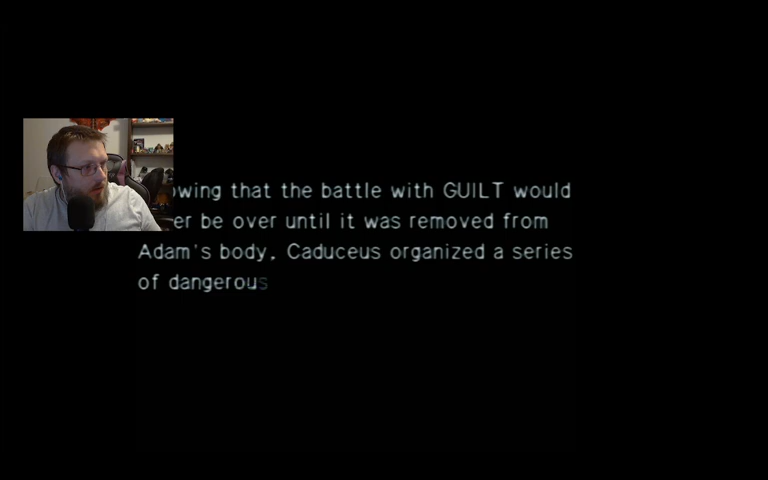 owing that the battle with GUILT would
er be over until it was removed from
Adam's body, Caduceus organized a series
of dangerous